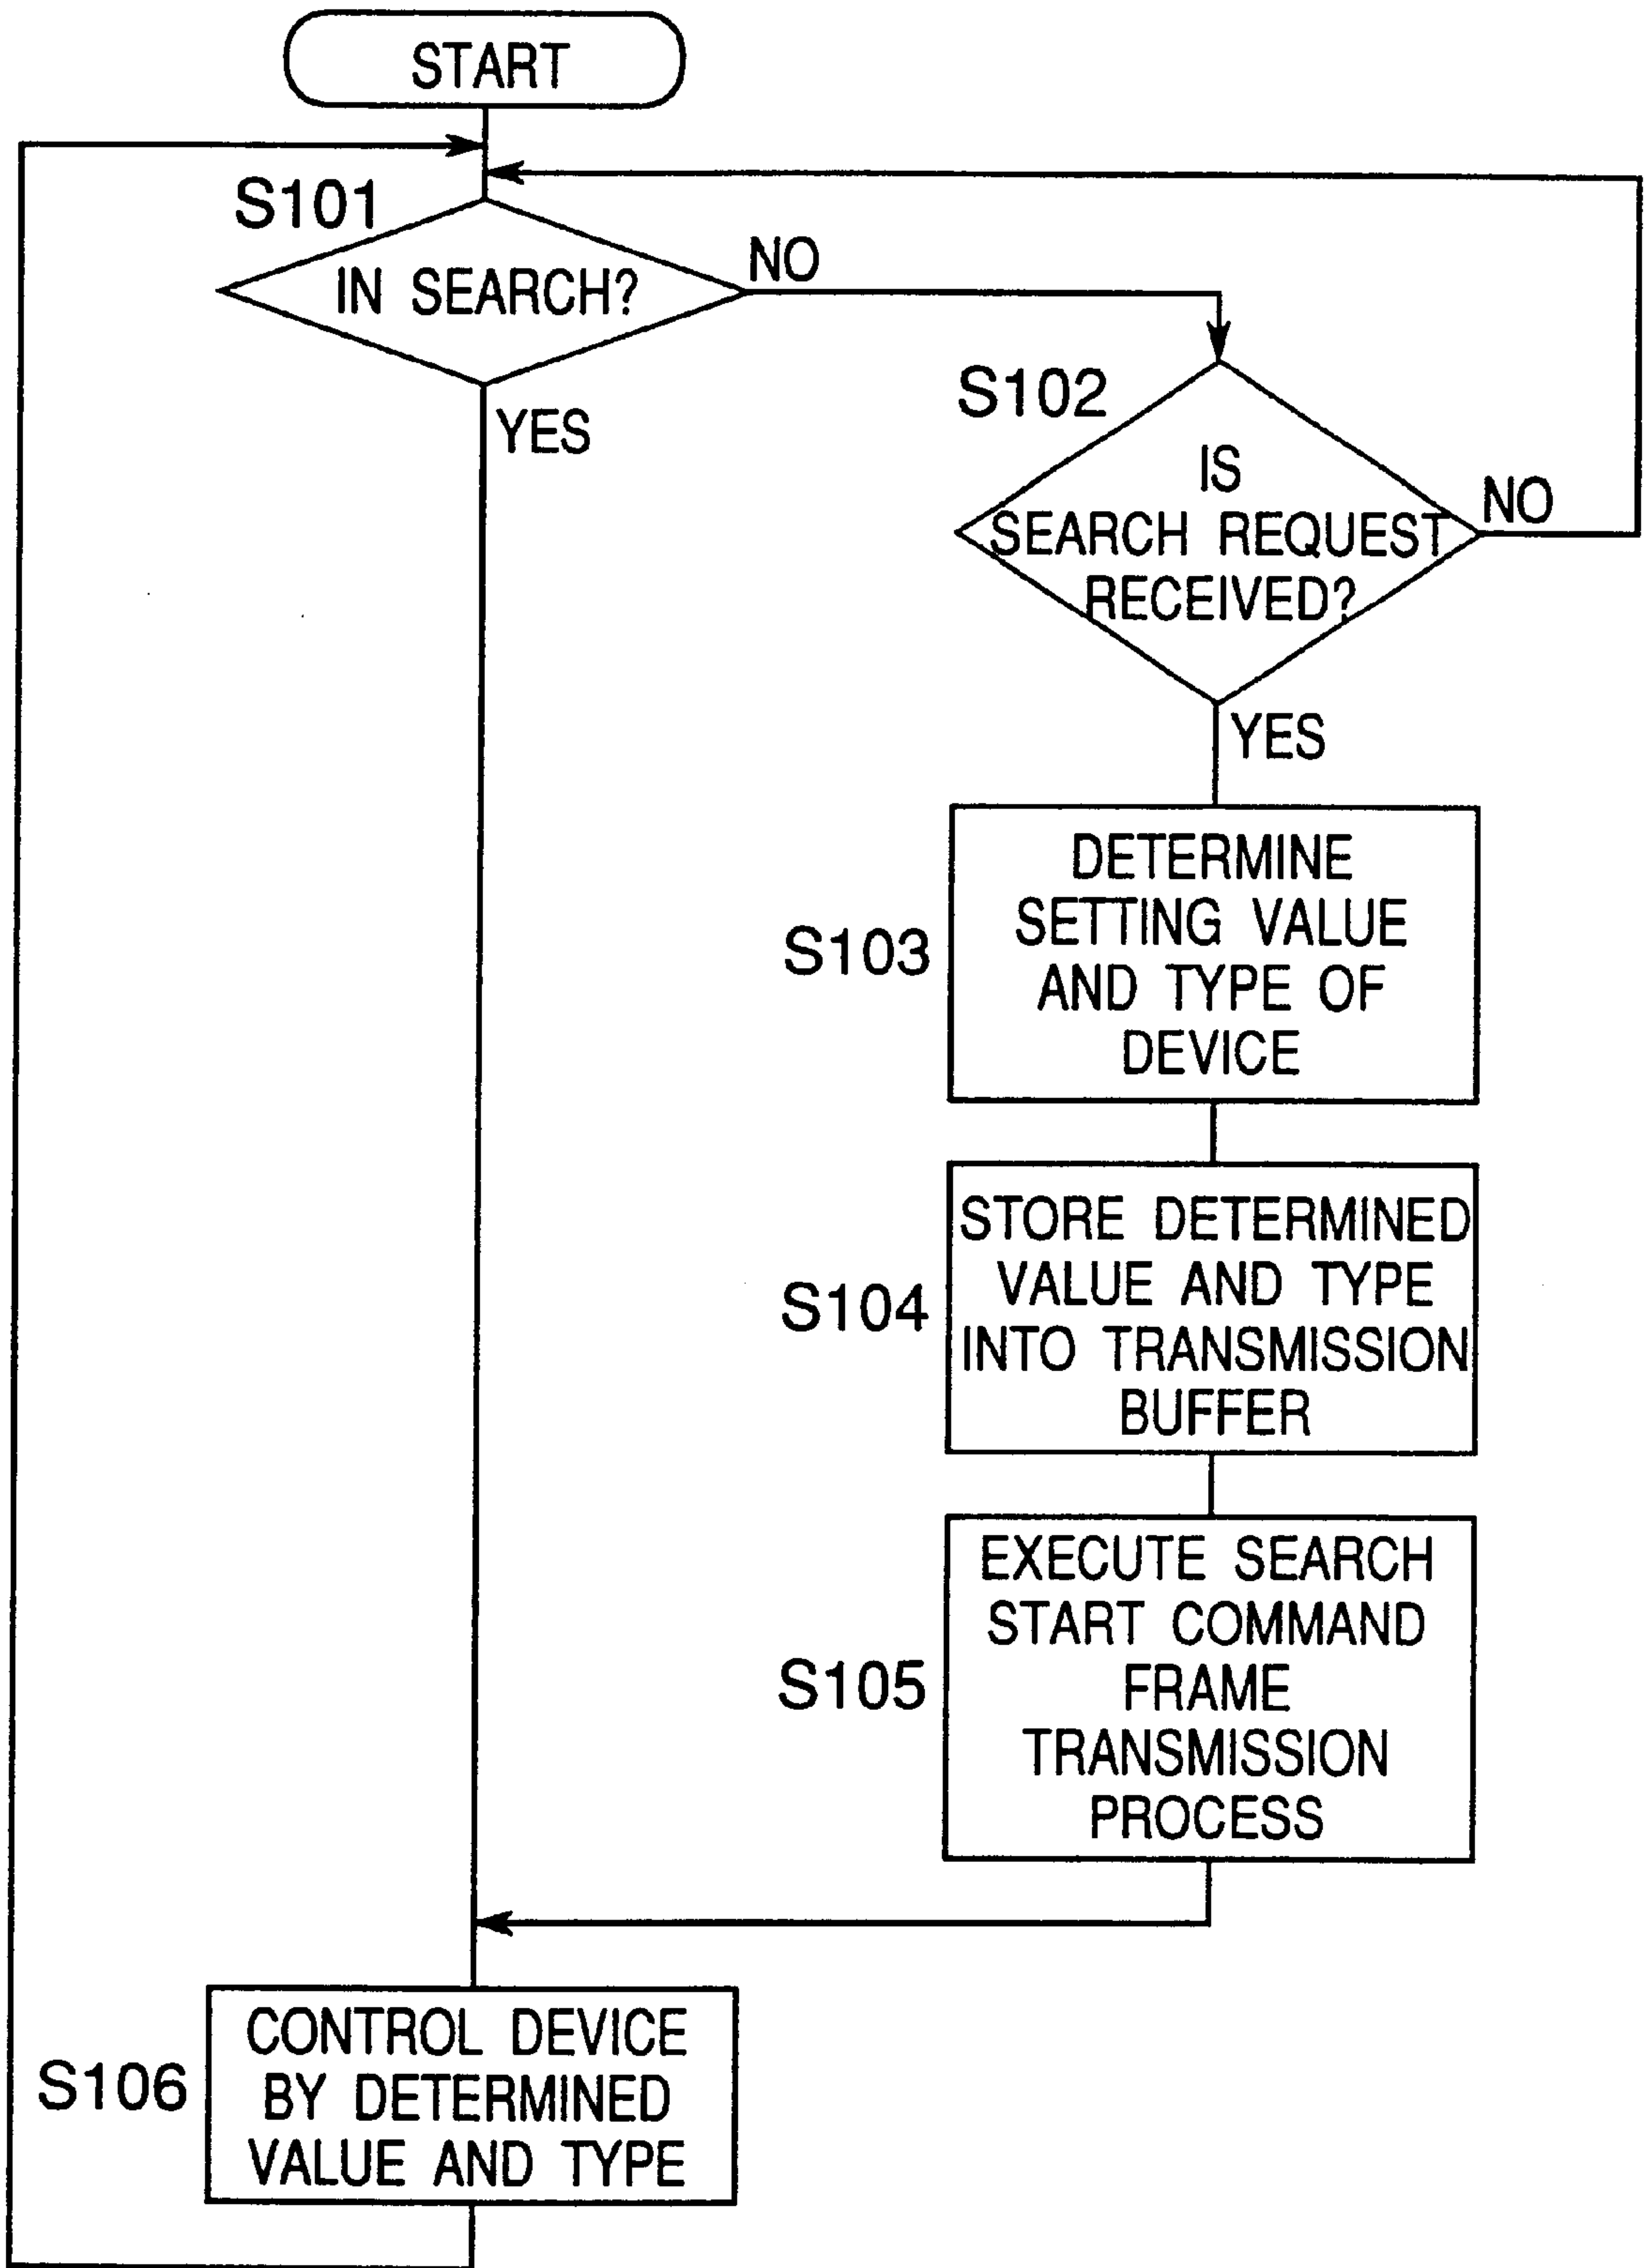 START
S101
IN SEARCH?
NO
YES
S102
IS
SEARCH REQUEST
RECEIVED?
NO
YES
S103
DETERMINE
SETTING VALUE
AND TYPE OF
DEVICE
S104
STORE DETERMINED
VALUE AND TYPE
INTO TRANSMISSION
BUFFER
S105
EXECUTE SEARCH
START COMMAND
FRAME
TRANSMISSION
PROCESS
S106
CONTROL DEVICE
BY DETERMINED
VALUE AND TYPE